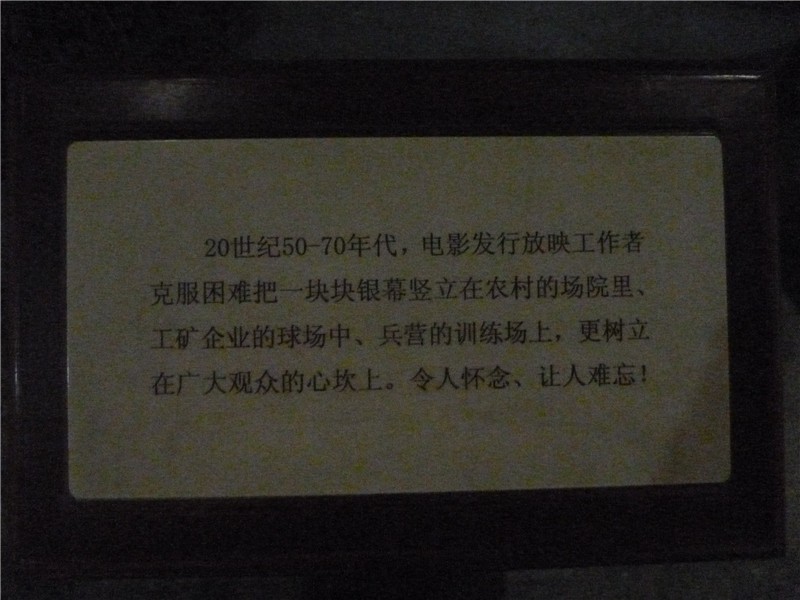 20世纪50-70年代，电影发行放映工作者
克服困难把一块块银幕竖立在农村的场院里、
工矿企业的球场中、兵营的训练场上，更树立
在广大观众的心坎上。令人怀念、让人难忘！